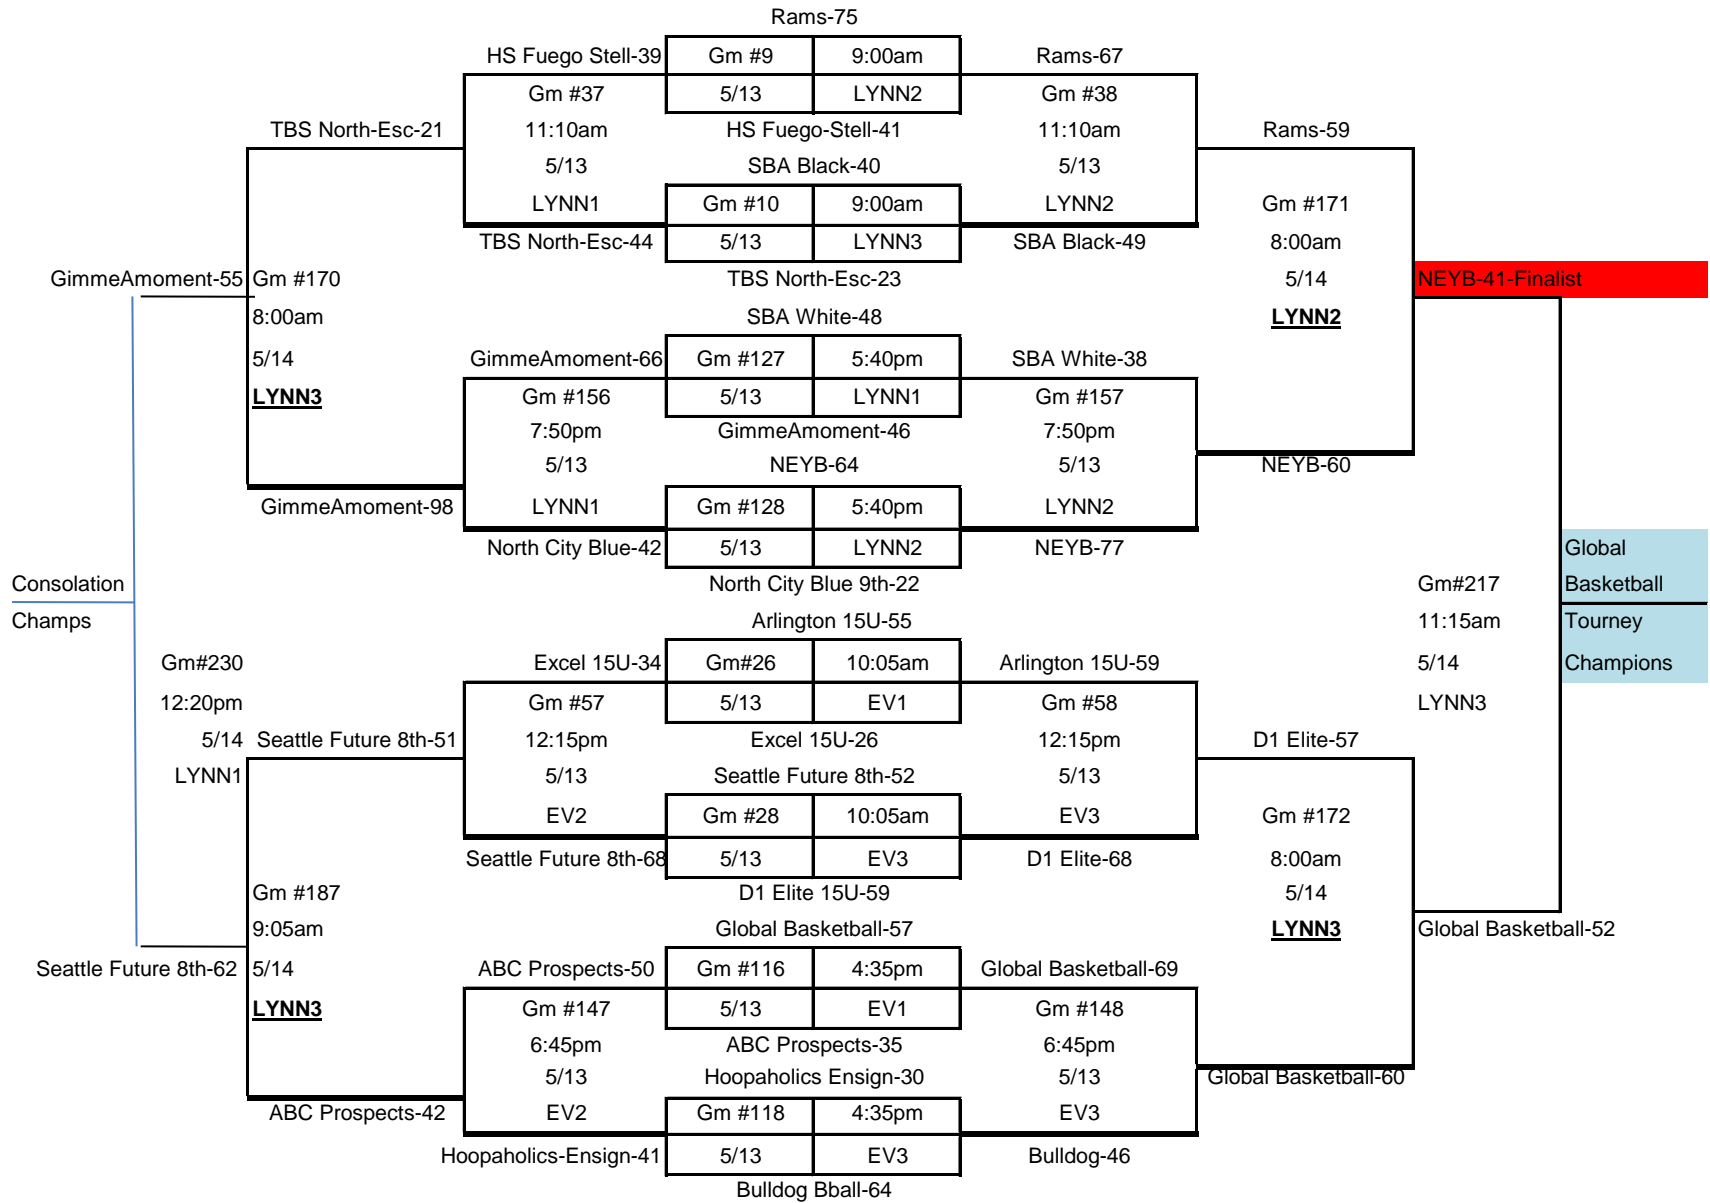 Rams-75
HS Fuego Stell-39 Gm #9 9:00am Rams-67
Gm #37 5/13 LYNN2 Gm #38
TBS North-Esc-21 11:10am HS Fuego-Stell-41 11:10am Rams-59
5/13 SBA Black-40 5/13
LYNN1 Gm #10 9:00am LYNN2 Gm #171
TBS North-Esc-44 5/13 LYNN3 SBA Black-49 8:00am
GimmeAmoment-55 Gm #170 TBS North-Esc-23 5/14 NEYB-41-Finalist
8:00am SBA White-48 LYNN2
5/14 GimmeAmoment-66 Gm #127 5:40pm SBA White-38
LYNN3 Gm #156 5/13 LYNN1 Gm #157
7:50pm GimmeAmoment-46 7:50pm
5/13 NEYB-64 5/13 NEYB-60
GimmeAmoment-98 LYNN1 Gm #128 5:40pm LYNN2
North City Blue-42 5/13 LYNN2 NEYB-77 Global
Consolation North City Blue 9th-22 Gm#217 Basketball
Champs Arlington 15U-55 11:15am Tourney
Gm#230 Excel 15U-34 Gm#26 10:05am Arlington 15U-59 5/14 Champions
12:20pm Gm #57 5/13 EV1 Gm #58 LYNN3
5/14 Seattle Future 8th-51 12:15pm Excel 15U-26 12:15pm D1 Elite-57
LYNN1 5/13 Seattle Future 8th-52 5/13
EV2 Gm #28 10:05am EV3 Gm #172
Seattle Future 8th-68 5/13 EV3 D1 Elite-68 8:00am
Gm #187 D1 Elite 15U-59 5/14
9:05am Global Basketball-57 LYNN3 Global Basketball-52
Seattle Future 8th-62 5/14 ABC Prospects-50 Gm #116 4:35pm Global Basketball-69
LYNN3 Gm #147 5/13 EV1 Gm #148
6:45pm ABC Prospects-35 6:45pm
5/13 Hoopaholics Ensign-30 5/13 Global Basketball-60
ABC Prospects-42 EV2 Gm #118 4:35pm EV3
Hoopaholics-Ensign-41 5/13 EV3 Bulldog-46
Bulldog Bball-64